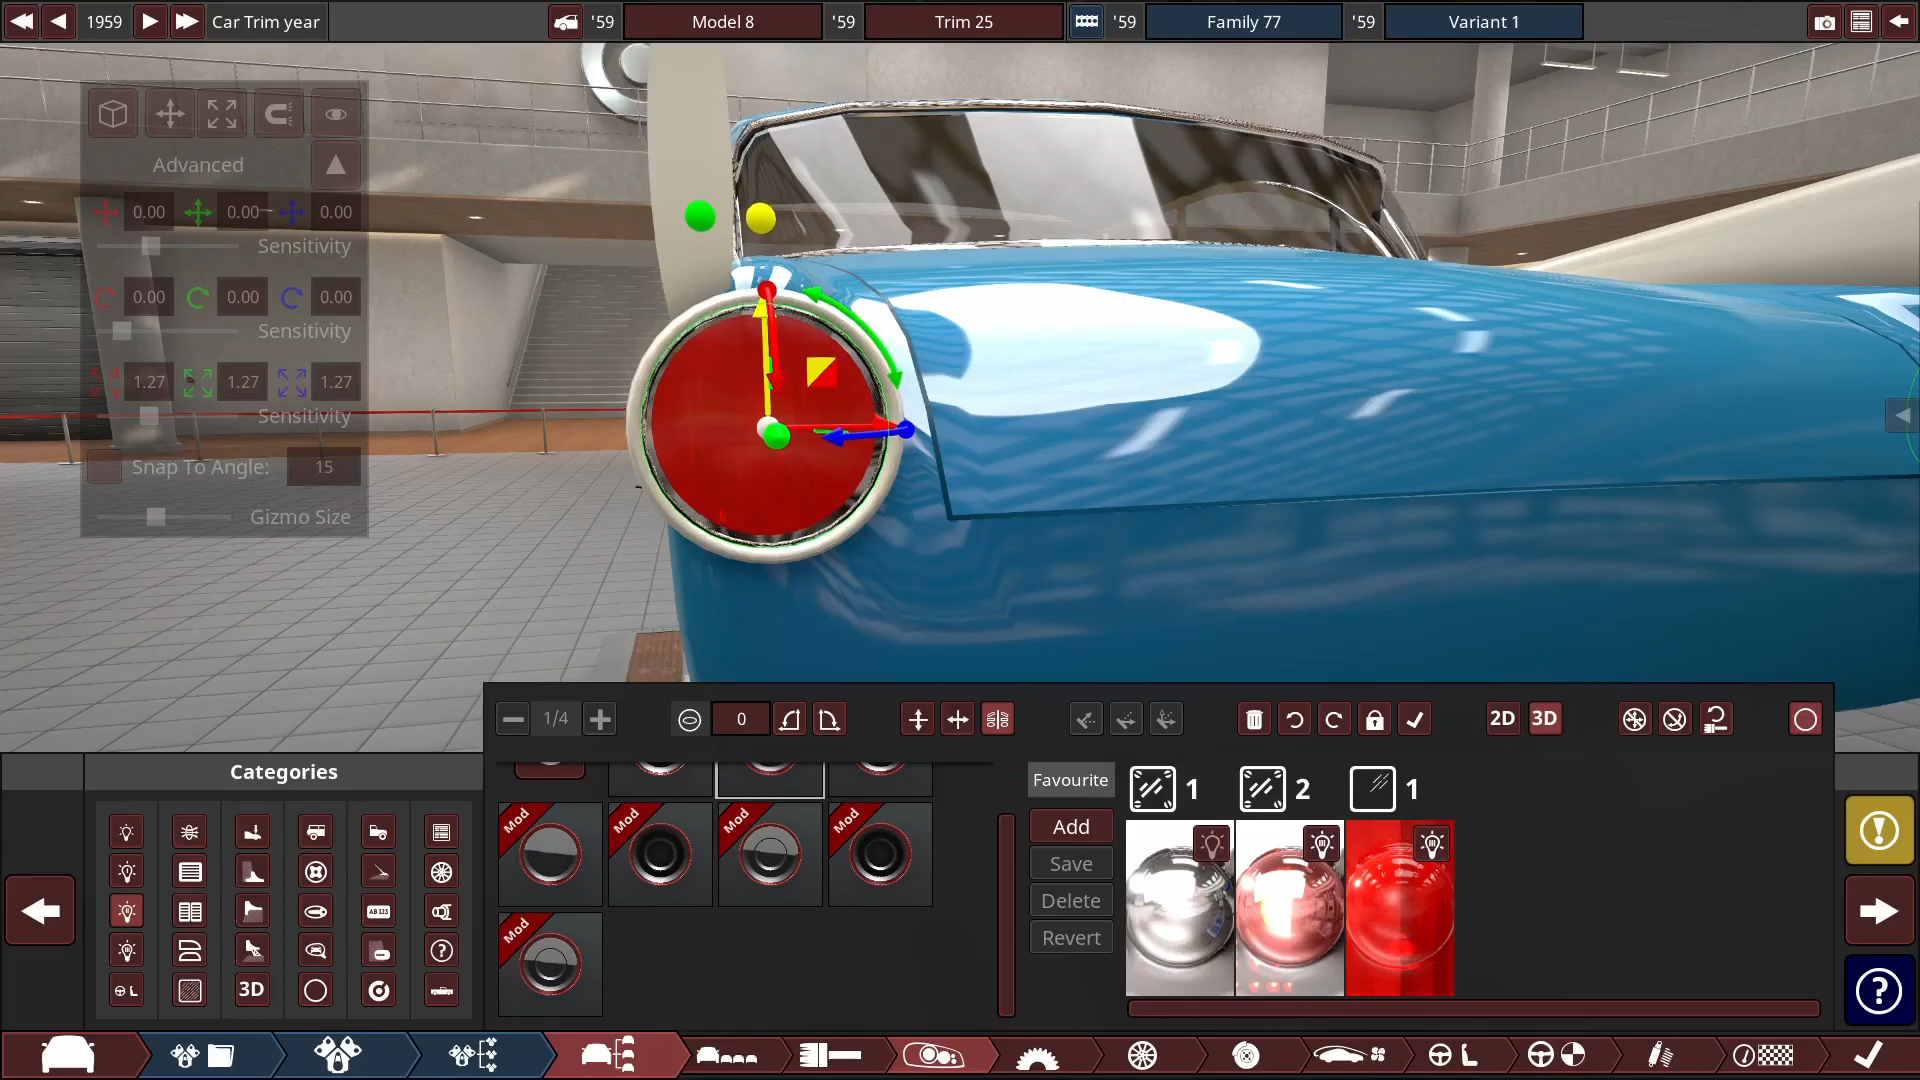 1959 Car Trim year '59 Model 8 '59 Trim 25 '59 Family 77 '59 Variant 1
Advanced
0.00 0.00 0.00
Sensitivity
0.00 0.00 0.00
Sensitivity
1.27 1.27 1.27
Sensitivity
Snap To Angle: 15
Gizmo Size
1/4 0 2D 3D
Categories
Favourite 1 2 1
Add
Save
Delete
Revert
Mod Mod Mod Mod
Mod
AB 123
3D